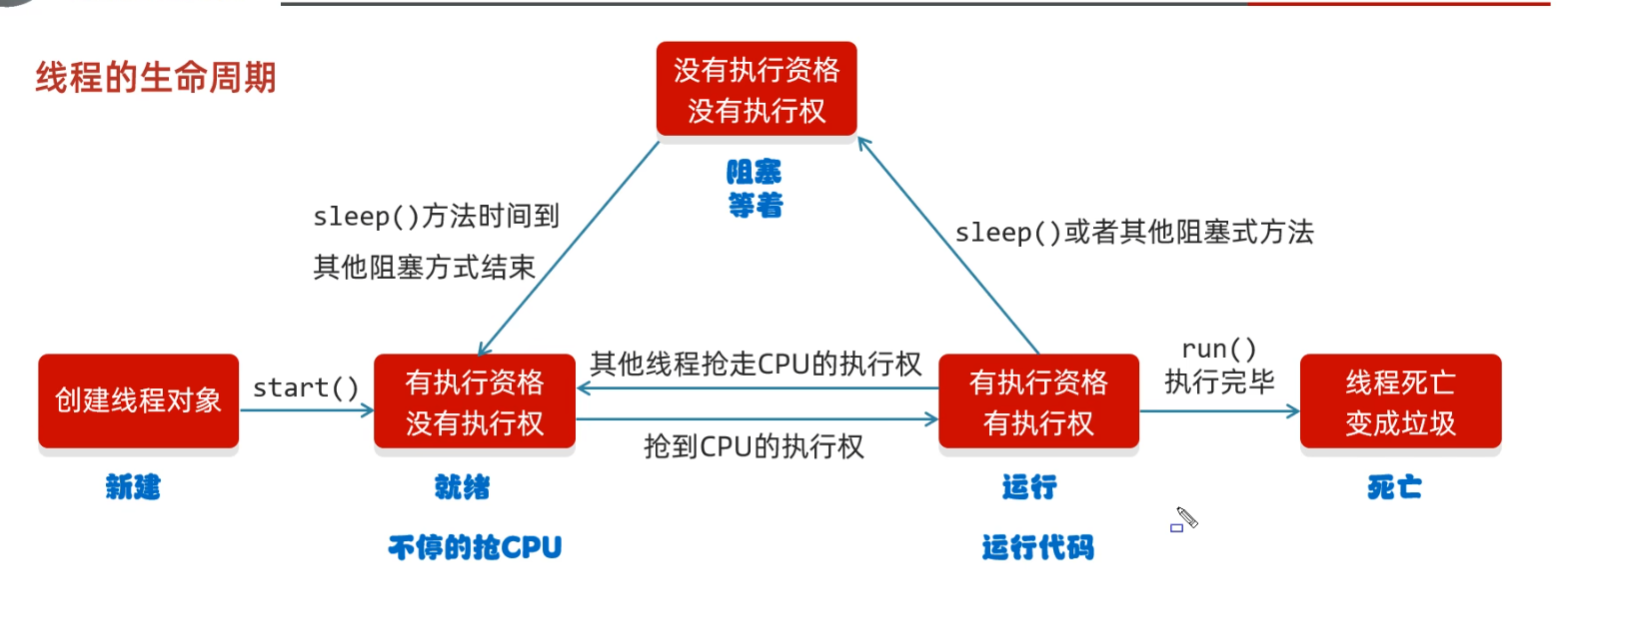 线程的生命周期
没有执行资格
没有执行权
阻塞
等着
sleep()方法时间到
其他阻塞方式结束
sleep()或者其他阻塞式方法
创建线程对象
新建
start()
有执行资格
没有执行权
就绪
不停的抢CPU
其他线程抢走CPU的执行权
抢到CPU的执行权
有执行资格
有执行权
运行
运行代码
run()
执行完毕
线程死亡
变成垃圾
死亡